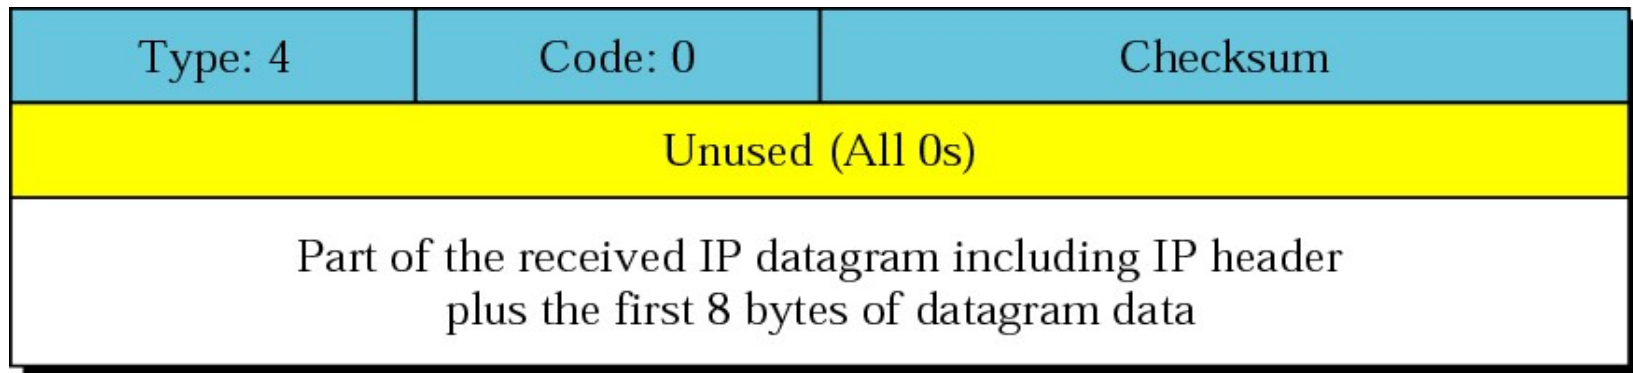 Type: 4
Code: 0
Checksum
Unused (All 0s)
Part of the received IP datagram including IP header
plus the first 8 bytes of datagram data